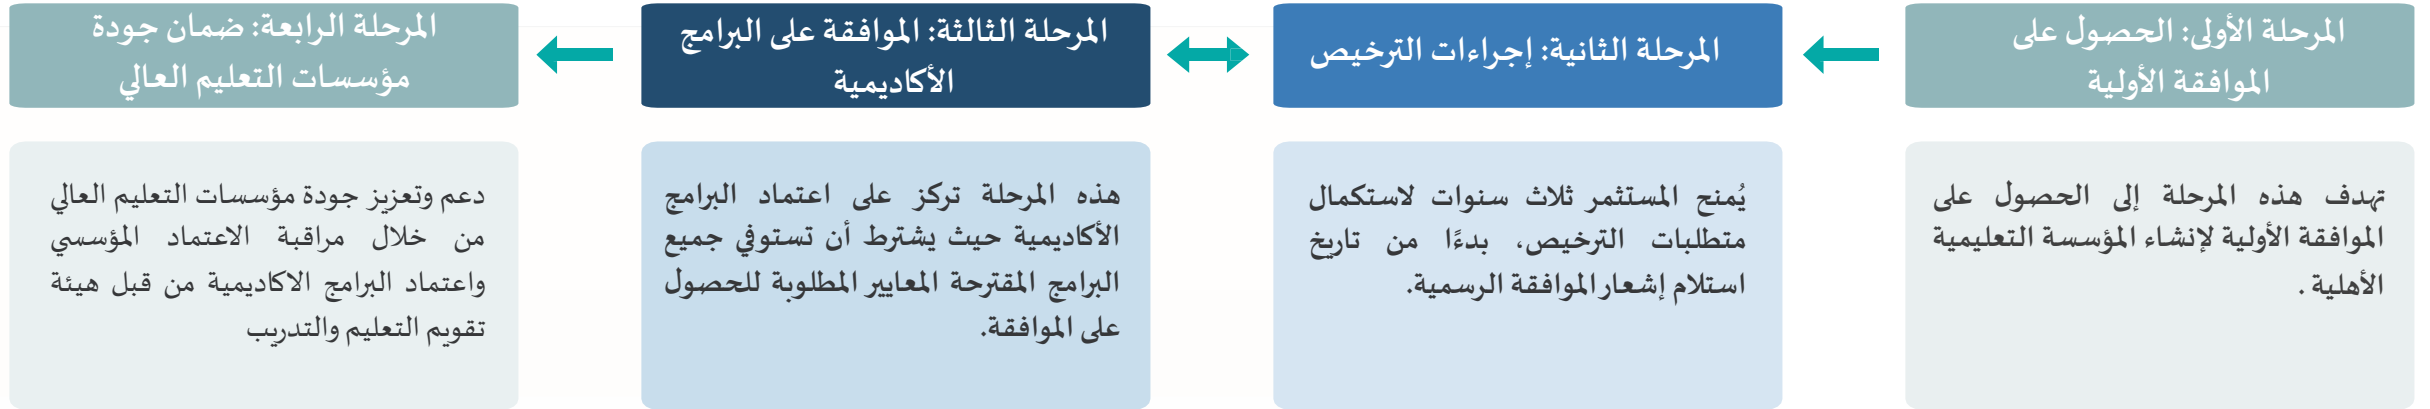 المرحلة الأولى: الحصول على
الموافقة الأولية
تهدف هذه المرحلة إلى الحصول على
الموافقة الأولية لإنشاء المؤسسة التعليمية
الأهلية .
المرحلة الثانية: إجراءات الترخيص
يُمنح المستثمر ثلاث سنوات لاستكمال
متطلبات الترخيص، بدءًا من تاريخ
استلام إشعار الموافقة الرسمية.
المرحلة الثالثة: الموافقة على البرامج
الأكاديمية
هذه المرحلة تركز على اعتماد البرامج
الأكاديمية حيث يشترط أن تستوفي جميع
البرامج المقترحة المعايير المطلوبة للحصول
على الموافقة.
المرحلة الرابعة: ضمان جودة
مؤسسات التعليم العالي
دعم وتعزيز جودة مؤسسات التعليم العالي
من خلال مراقبة الاعتماد المؤسسي
واعتماد البرامج الاكاديمية من قبل هيئة
تقويم التعليم والتدريب